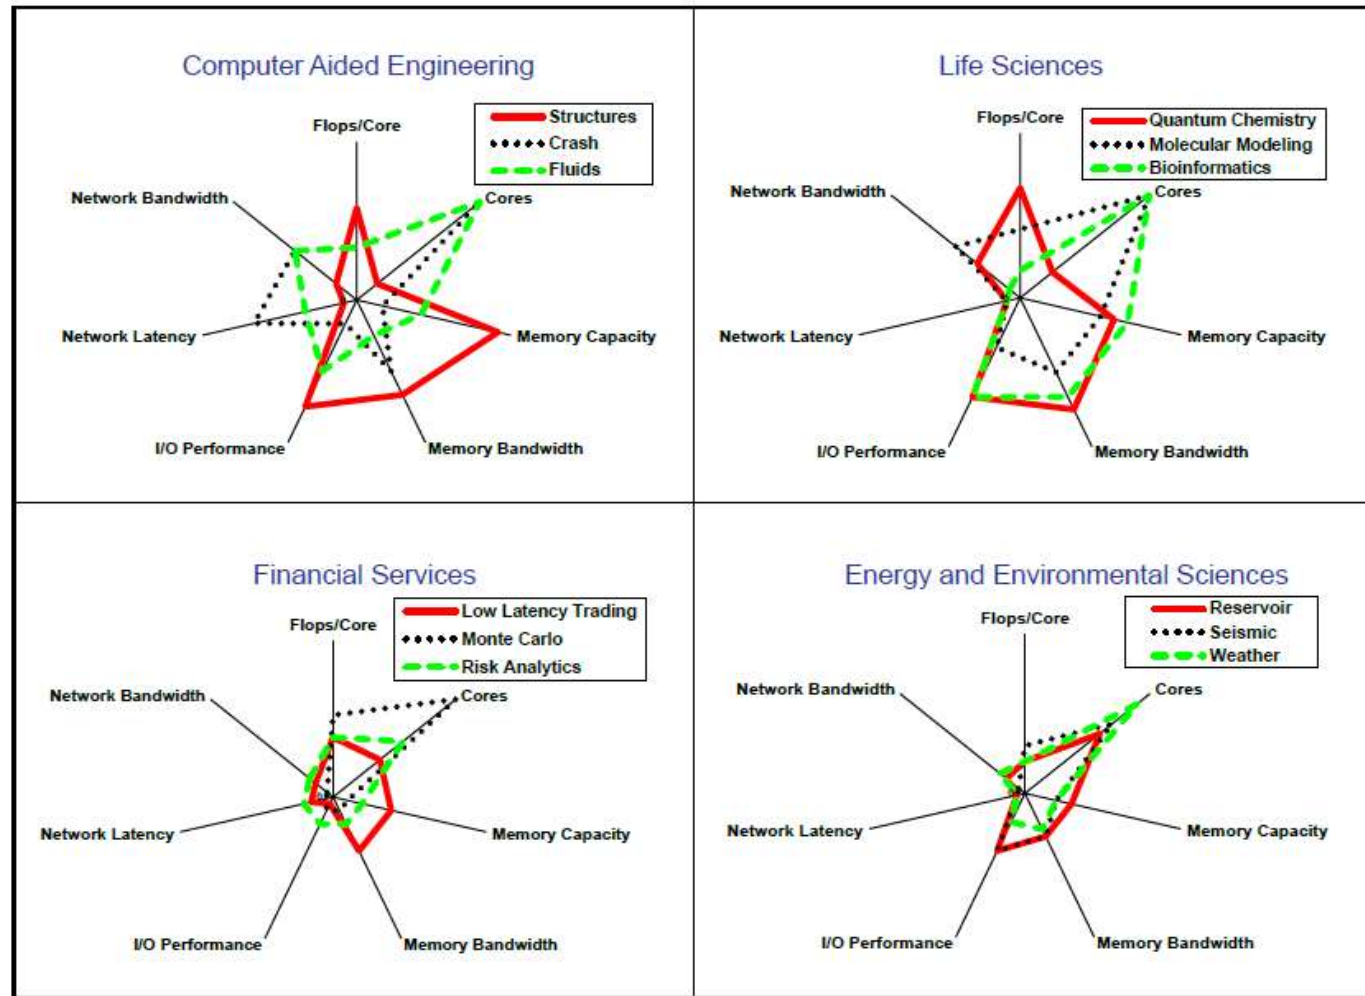 Computer Aided Engineering
Structures
Crash
Fluids
Flops/Core
Network Bandwidth
Cores
Network Latency
Memory Capacity
I/O Performance
Memory Bandwidth
Life Sciences
Quantum Chemistry
Molecular Modeling
Bioinformatics
Flops/Core
Network Bandwidth
Cores
Network Latency
Memory Capacity
I/O Performance
Memory Bandwidth
Financial Services
Low Latency Trading
Monte Carlo
Risk Analytics
Flops/Core
Network Bandwidth
Cores
Network Latency
Memory Capacity
I/O Performance
Memory Bandwidth
Energy and Environmental Sciences
Reservoir
Seismic
Weather
Flops/Core
Network Bandwidth
Cores
Network Latency
Memory Capacity
I/O Performance
Memory Bandwidth